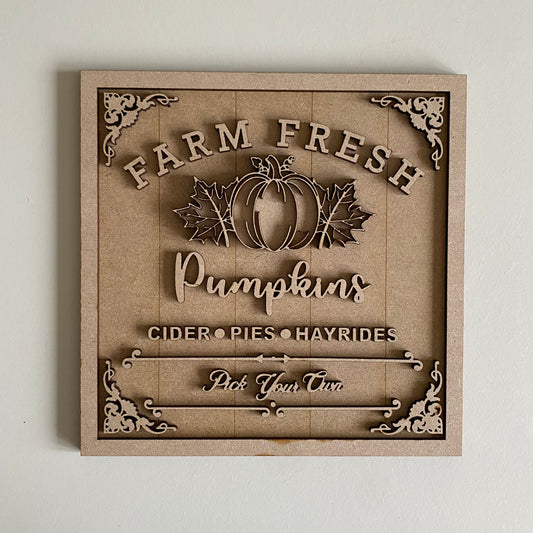 FARM FRESH
Pumpkins
CIDER • PIES • HAYRIDES
Pick Your Own